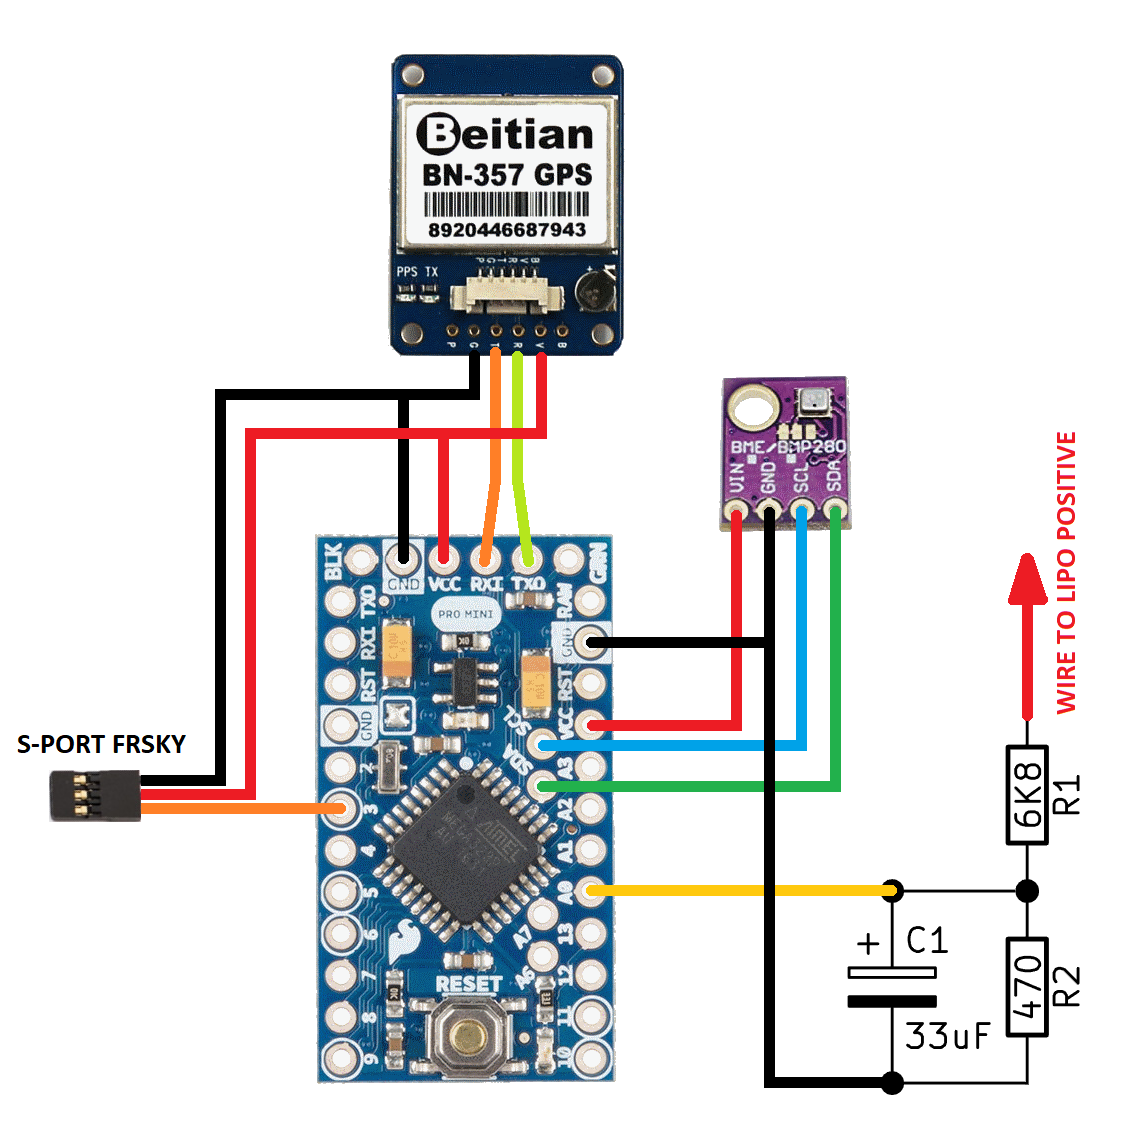 Beitian
BN-357 GPS
8920446687943
P G T R V B
PPS TX
P G T R V B
BME/BMP280
VIN GND SCL SDA
WIRE TO LIPO POSITIVE
BLK GND VCC RXI TXO GRN
PRO MINI
TXO
RXI
RST
GND
2
3
4
5
6
7
8
9
RAW
GND
RST
VCC
A3
A2
A1
A0
13
12
11
10
SCL
SDA
A7
A6
ATMEL
RESET
S-PORT FRSKY
6K8
R1
+ C1
33uF
470
R2